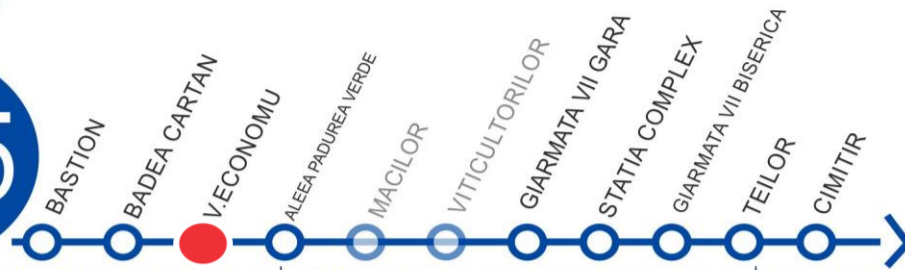 5
BASTION
BADEA CARTAN
V.ECONOMU
ALEEA PADUREA VERDE
MACILOR
VITICULTORILOR
GIARMATA VII GARA
STATIA COMPLEX
GIARMATA VII BISERICA
TEILOR
CIMITIR